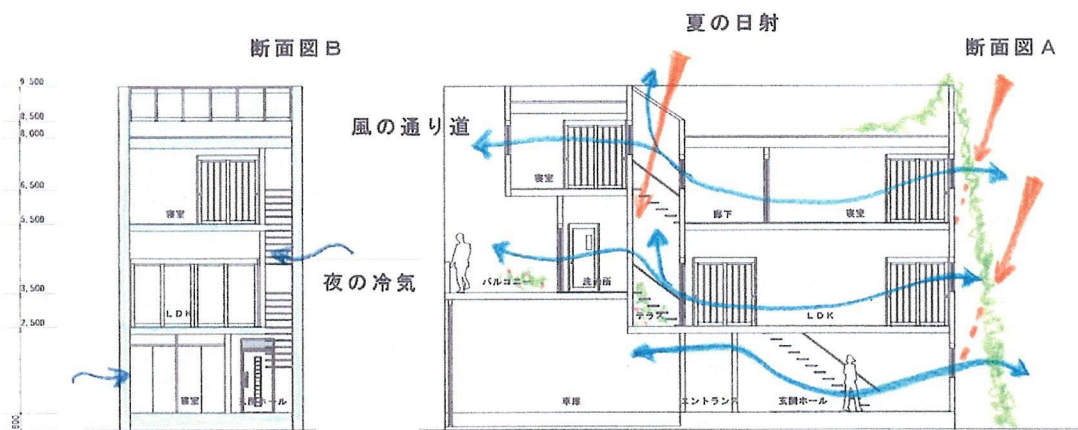 夏の日射
断面図B
断面図A
9,500
8,500
8,000
6,500
5,500
3,500
2,500
風の通り道
夜の冷気
寝室
LDK
寝室
玄関ホール
寝室
廊下
寝室
バルコニー
洗面所
テラス
LDK
車庫
エントランス
玄関ホール